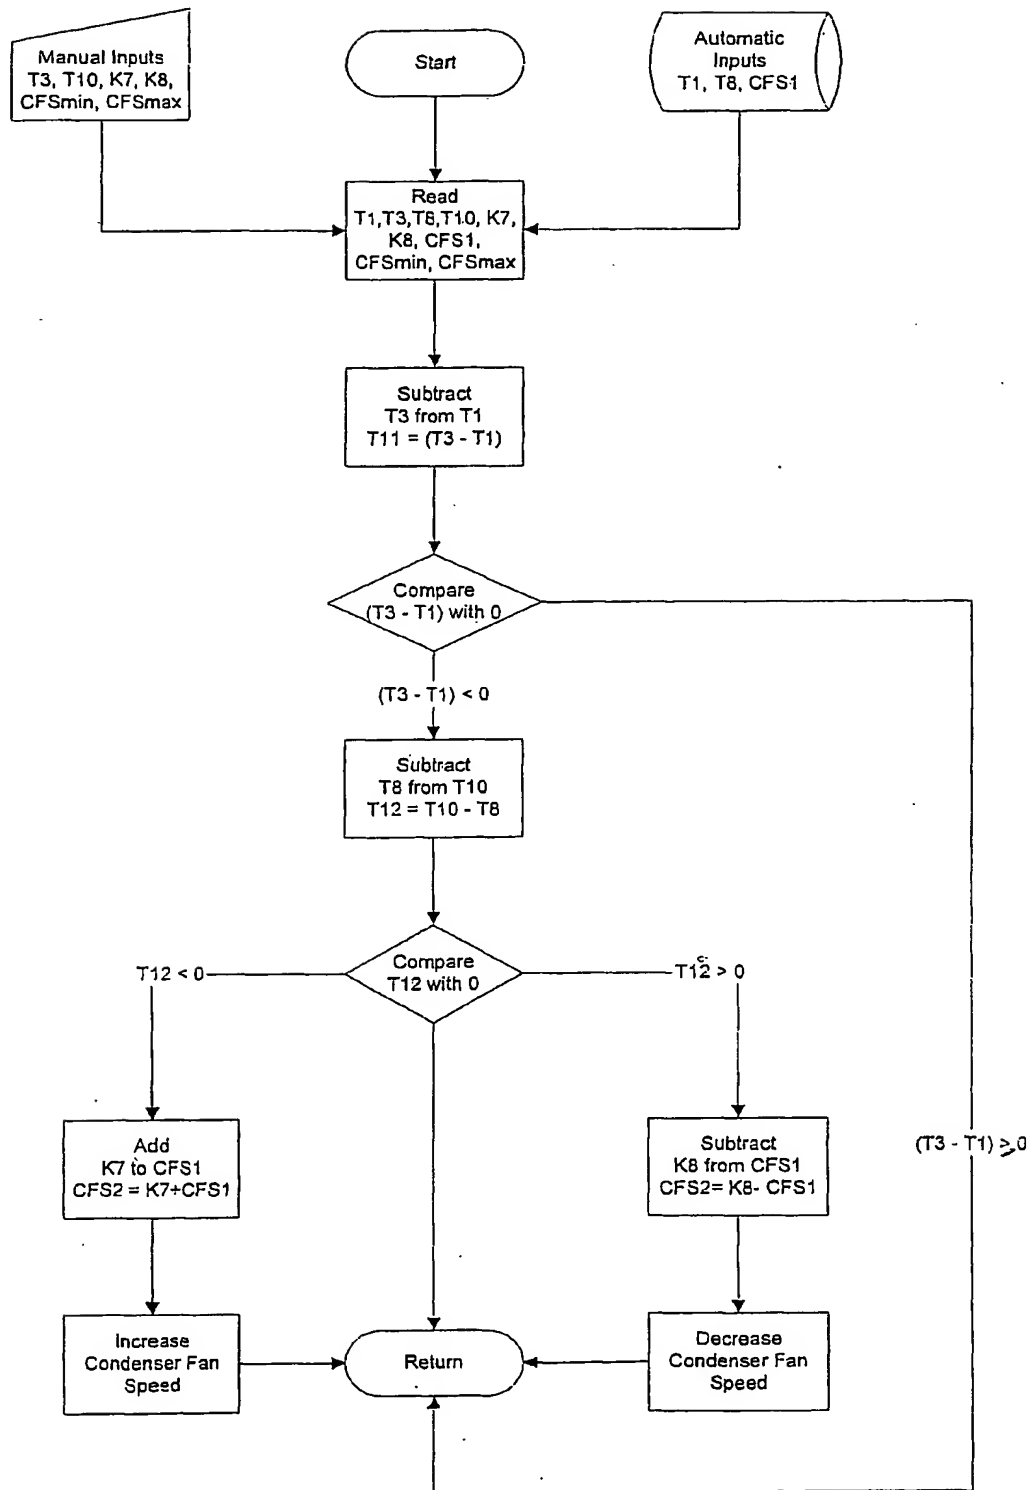 Manual Inputs
T3, T10, K7, K8,
CFSmin, CFSmax
Start
Automatic
Inputs
T1, T8, CFS1
Read
T1,T3,T8,T10, K7,
K8, CFS1,
CFSmin, CFSmax
Subtract
T3 from T1
T11 = (T3 - T1)
Compare
(T3 - T1) with 0
(T3 - T1) < 0
Subtract
T8 from T10
T12 = T10 - T8
Compare
T12 with 0
T12 < 0
T12 > 0
Add
K7 to CFS1
CFS2 = K7+CFS1
Subtract
K8 from CFS1
CFS2= K8- CFS1
(T3 - T1) ≥ 0
Increase
Condenser Fan
Speed
Return
Decrease
Condenser Fan
Speed